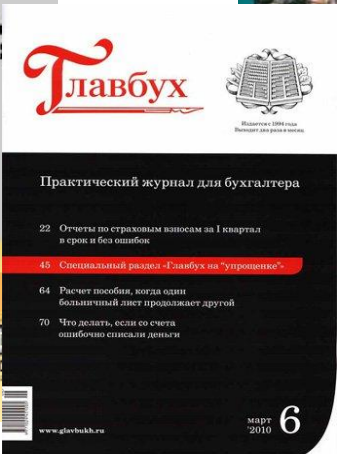 Главбух
Издается с 1994 года
Выходит два раза в месяц
Практический журнал для бухгалтера
22 Отчеты по страховым взносам за I квартал
в срок и без ошибок
45 Специальный раздел «Главбух на "упрощенке"»
64 Расчет пособия, когда один
больничный лист продолжает другой
70 Что делать, если со счета
ошибочно списали деньги
www.glavbukh.ru
март
'2010
6